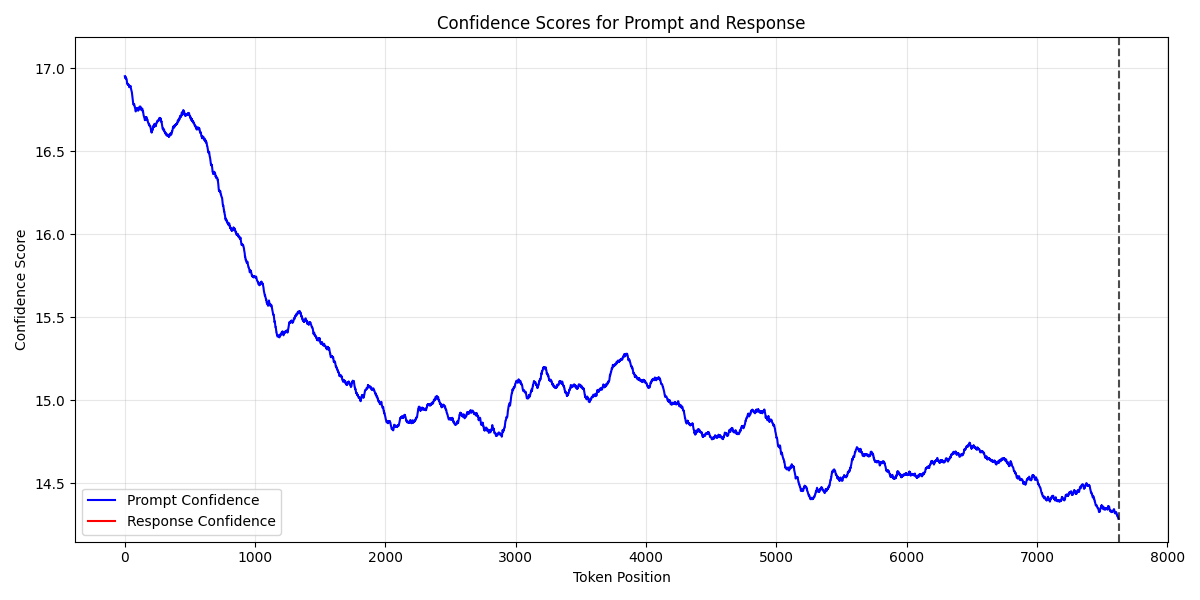 Confidence Scores for Prompt and Response
Confidence Score
17.0
16.5
16.0
15.5
15.0
14.5
Prompt Confidence
Response Confidence
0 1000 2000 3000 4000 5000 6000 7000 8000
Token Position